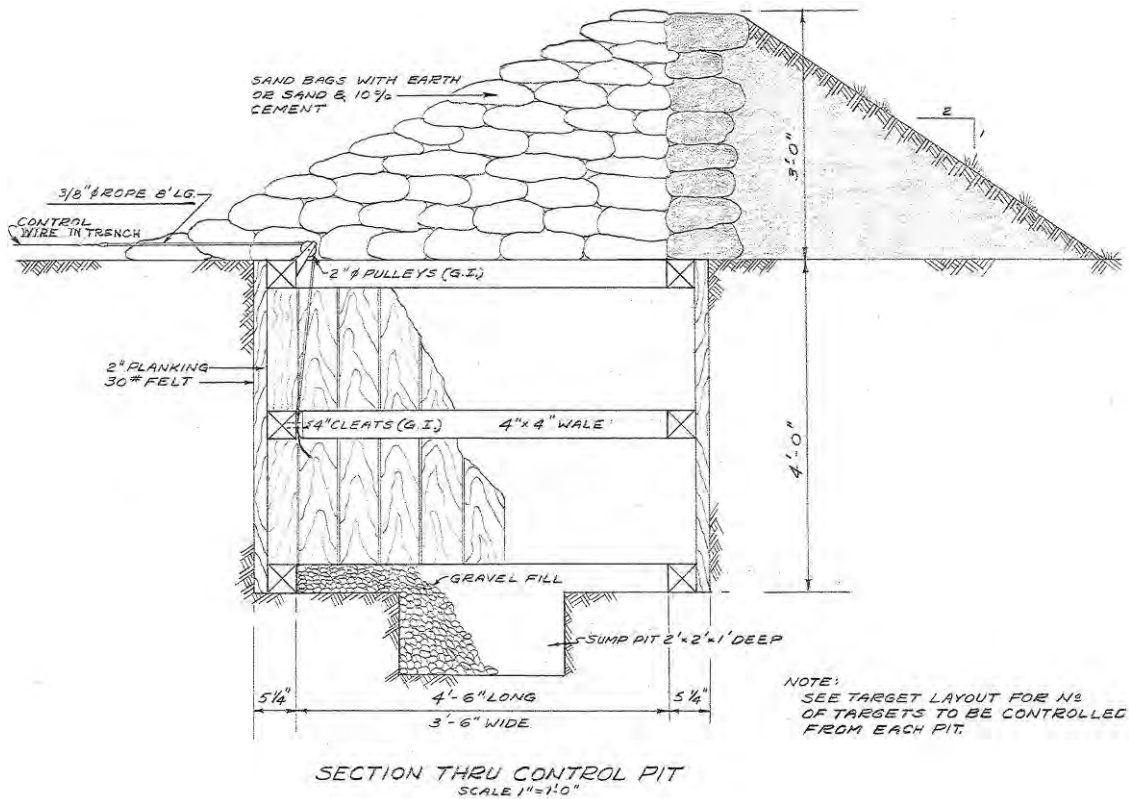 SAND BAGS WITH EARTH
OR SAND & 10%
CEMENT
2
1
3'-0"
3/8" φ ROPE 8' LG.
CONTROL
WIRE IN TRENCH
2" φ PULLEYS (G.I.)
2" PLANKING
30# FELT
4" CLEATS (G.I.)
4" x 4" WALE
4'-0"
GRAVEL FILL
SUMP PIT 2' x 2' x 1' DEEP
5 1/4"
4'-6" LONG
5 1/4"
3'-6" WIDE
NOTE:
SEE TARGET LAYOUT FOR Nº
OF TARGETS TO BE CONTROLLED
FROM EACH PIT.
SECTION THRU CONTROL PIT
SCALE 1"=1'-0"